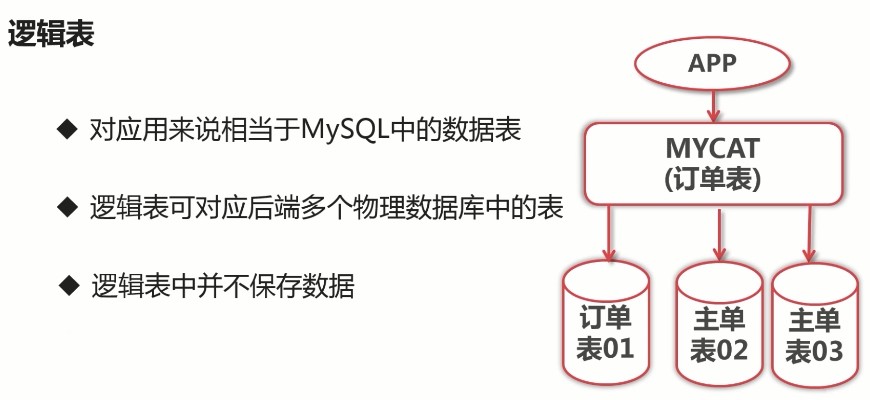 逻辑表
◆ 对应用来说相当于MySQL中的数据表
◆ 逻辑表可对应后端多个物理数据库中的表
◆ 逻辑表中并不保存数据
APP
MYCAT
(订单表)
订单
表01
主单
表02
主单
表03